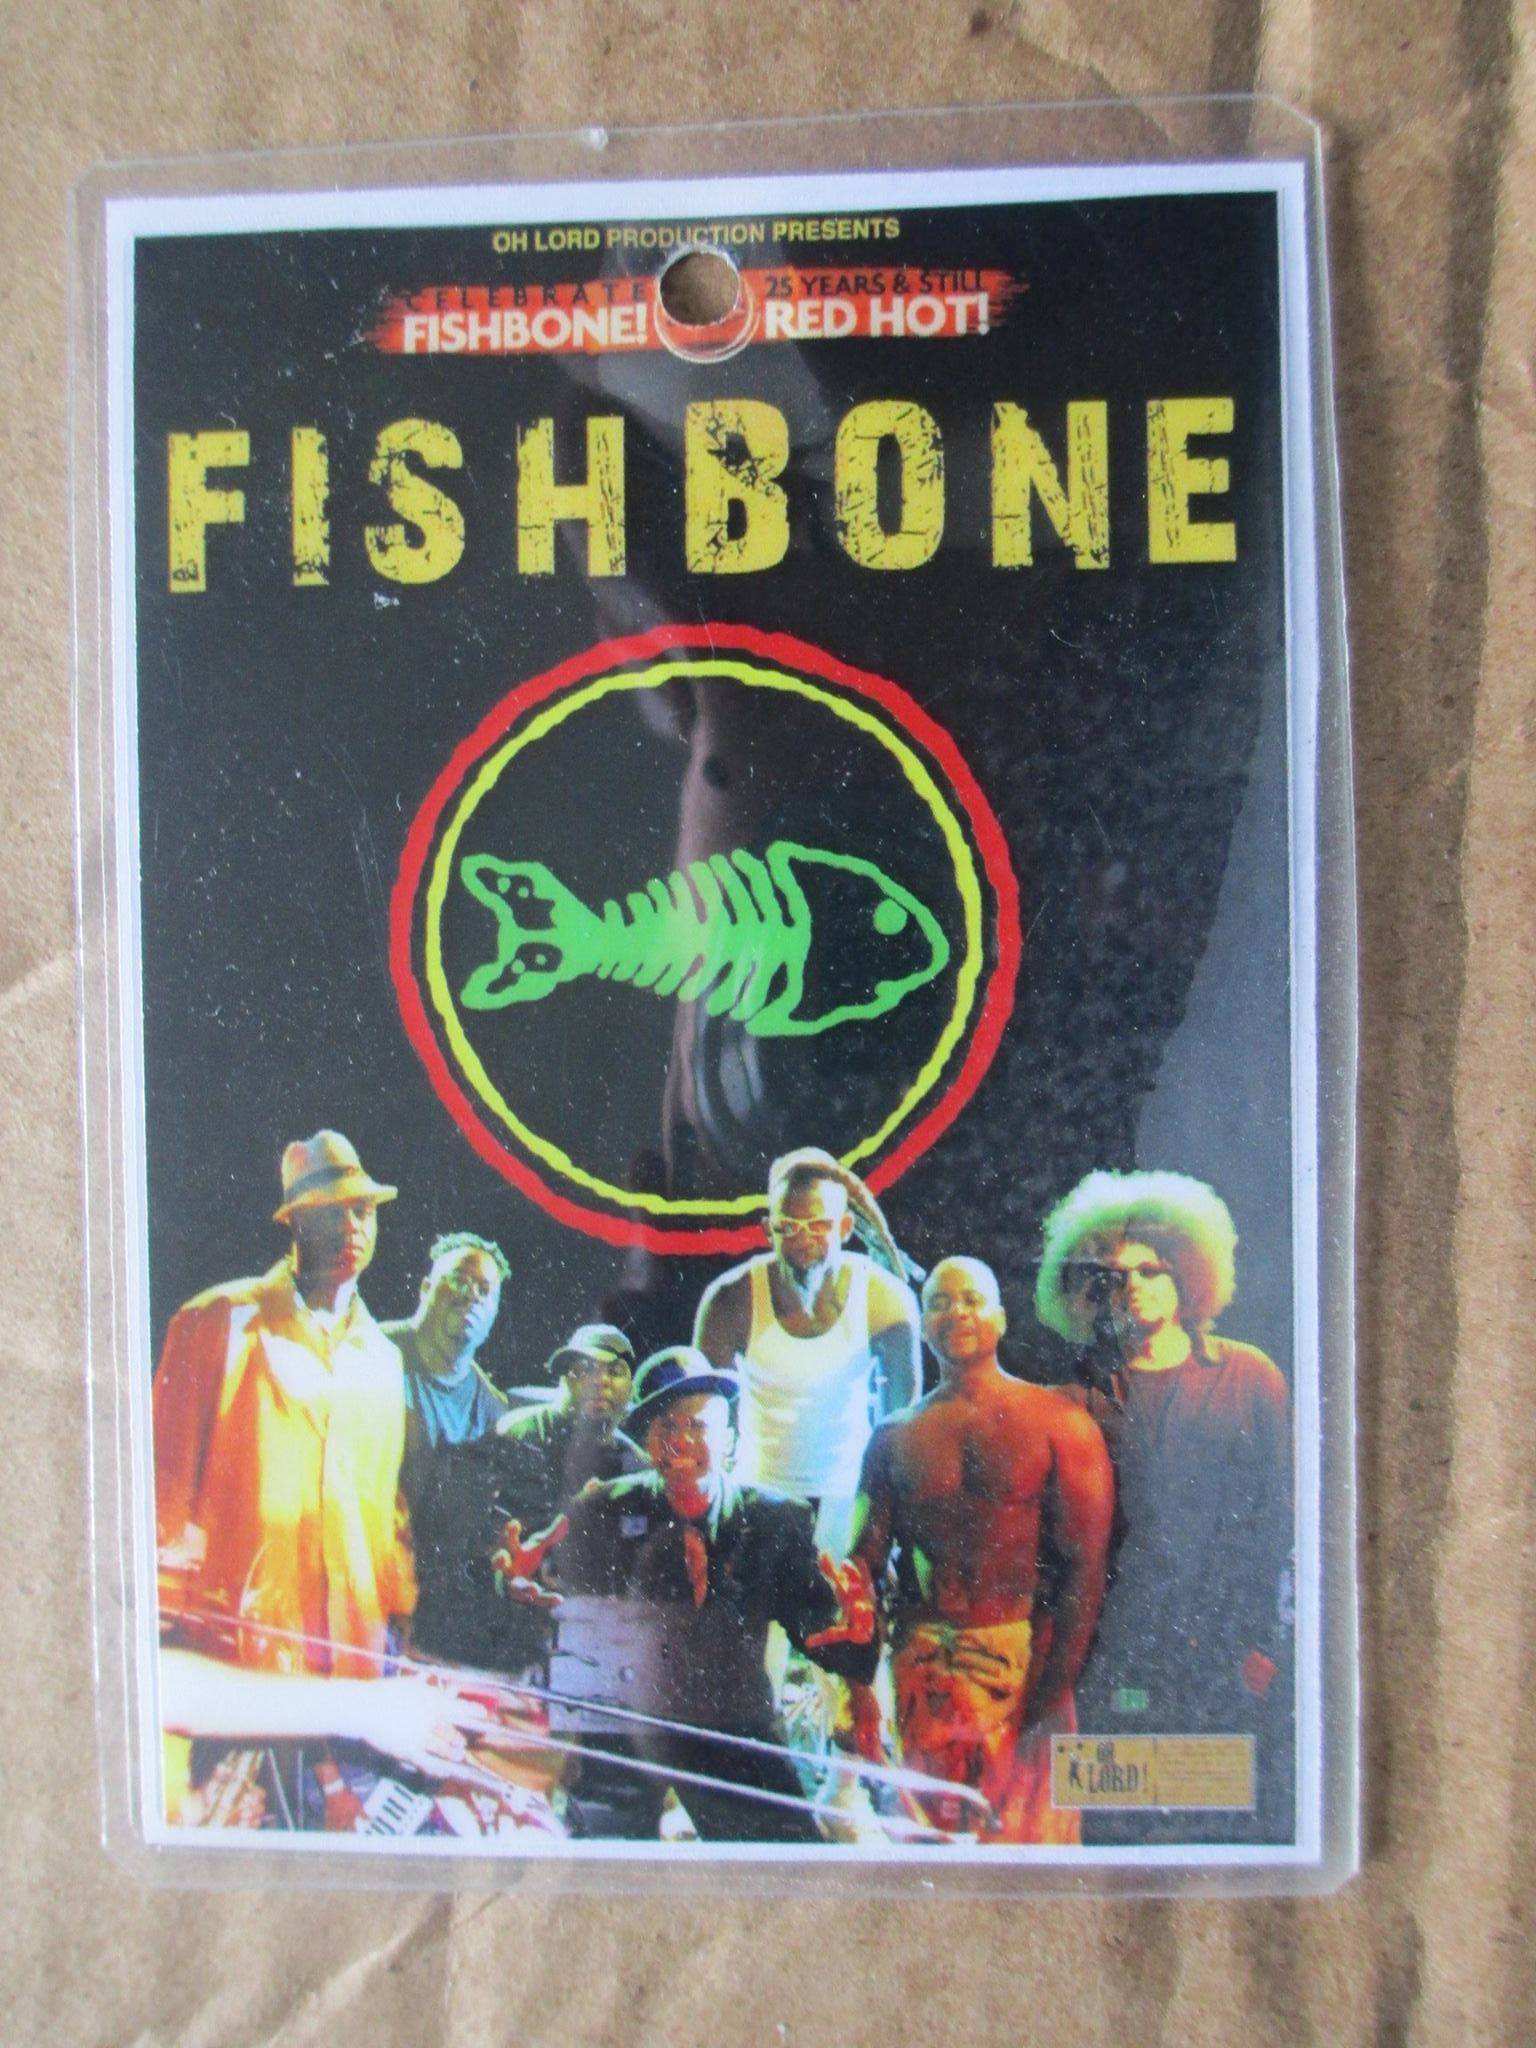 OH LORD PRODUCTION PRESENTS
CELEBRATE 25 YEARS & STILL
FISHBONE! RED HOT!
FISHBONE
OH
LORD!